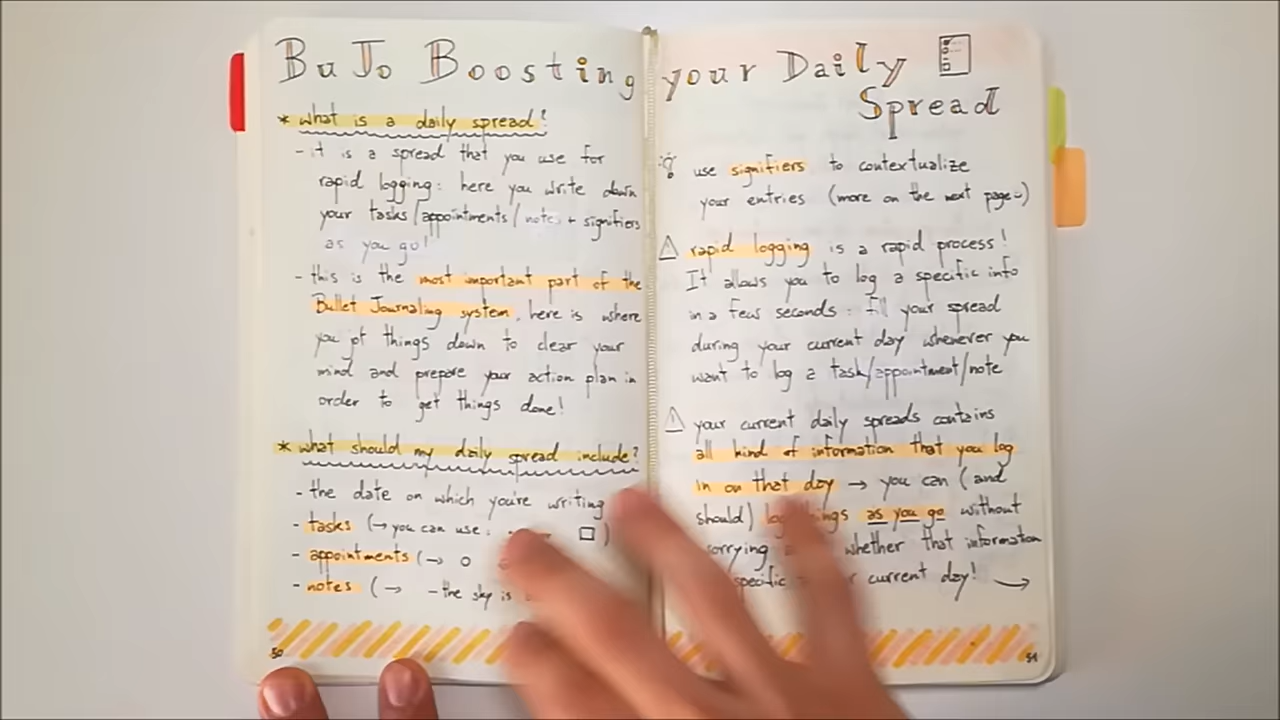 BuJo Boosting your Daily
Spread
* what is a daily spread?
- it is a spread that you use for
rapid logging: here you write down
your tasks/appointments/notes + signifiers
as you go!
- this is the most important part of the
Bullet Journaling system, here is where
you jot things down to clear your
mind and prepare your action plan in
order to get things done!
* what should my daily spread include?
- the date on which you're writing
- tasks (→ you can use:
- appointments (→ o
- notes (→ - the sky is
50
use signifiers to contextualize
your entries (more on the next page :-)
rapid logging is a rapid process!
It allows you to log a specific info
in a few seconds: fill your spread
during your current day whenever you
want to log a task/appointment/note
your current daily spreads contains
all kind of information that you log
in on that day → you can (and
should) log things as you go without
whether that information
specific current day! →
51